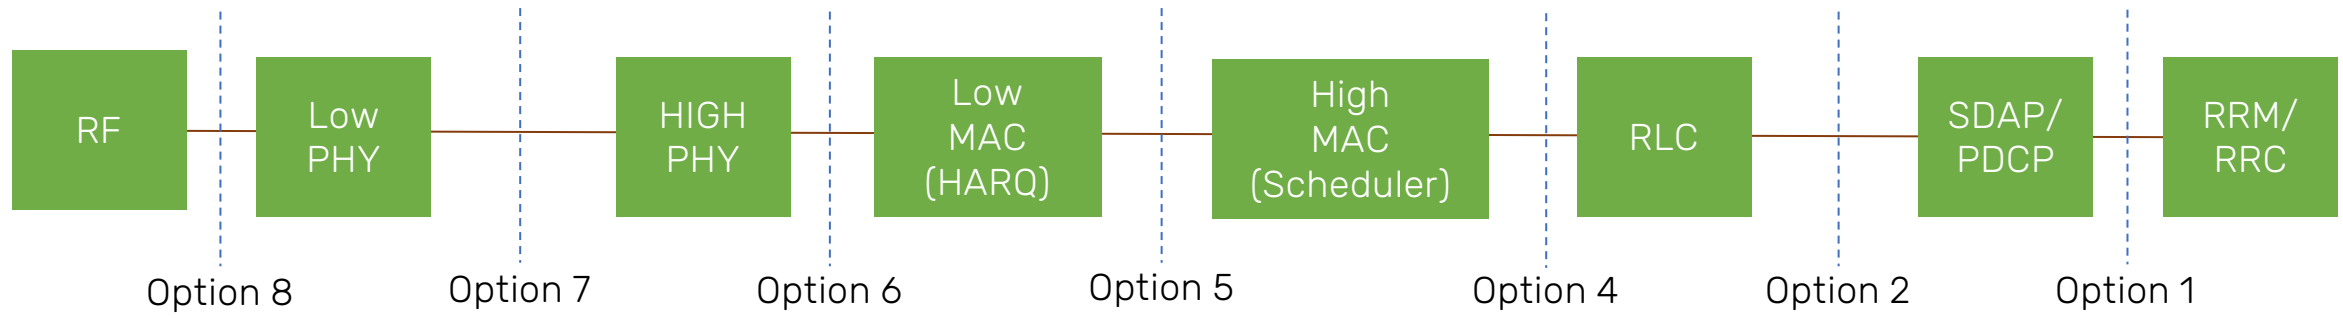 RF
Low
PHY
HIGH
PHY
Low
MAC
(HARQ)
High
MAC
(Scheduler)
RLC
SDAP/
PDCP
RRM/
RRC
Option 8
Option 7
Option 6
Option 5
Option 4
Option 2
Option 1